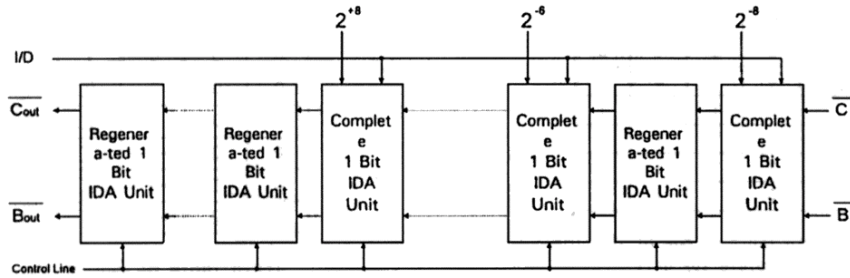 2+8 2-6 2-8
I/D
Cout
Regener
a-ted 1
Bit
IDA Unit
Regener
a-ted 1
Bit
IDA Unit
Complet
e
1 Bit
IDA
Unit
Complet
e
1 Bit
IDA
Unit
Regener
a-ted 1
Bit
IDA Unit
Complet
e
1 Bit
IDA
Unit
C
Bout
B
Control Line